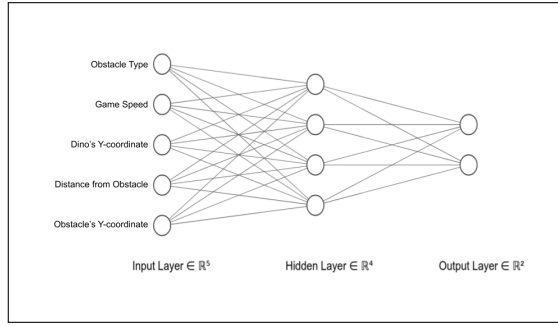 Obstacle Type
Game Speed
Dino's Y-coordinate
Distance from Obstacle
Obstacle's Y-coordinate
Input Layer ∈ ℝ⁵ Hidden Layer ∈ ℝ⁴ Output Layer ∈ ℝ²